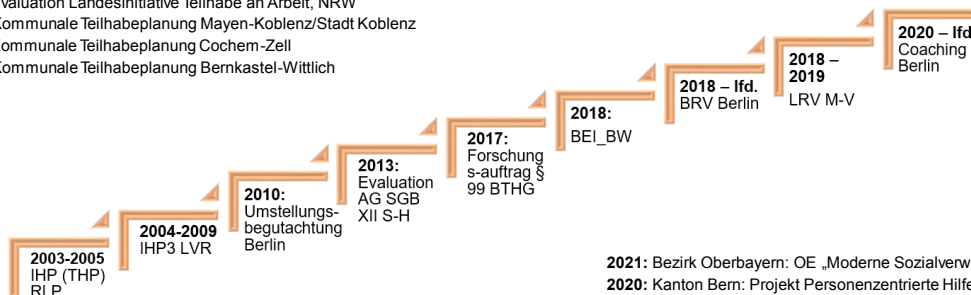 Evaluation Landesinitiative Teilhabe an Arbeit, NRW
Kommunale Teilhabeplanung Mayen-Koblenz/Stadt Koblenz
Kommunale Teilhabeplanung Cochem-Zell
Kommunale Teilhabeplanung Bernkastel-Wittlich
2003-2005
IHP (THP)
RLP
2004-2009
IHP3 LVR
2010:
Umstellungs-
begutachtung
Berlin
2013:
Evaluation
AG SGB
XII S-H
2017:
Forschung
s-auftrag §
99 BTHG
2018:
BEI_BW
2018 – lfd.
BRV Berlin
2018 –
2019
LRV M-V
2020 – lfd
Coaching
Berlin
2021: Bezirk Oberbayern: OE „Moderne Sozialverw
2020: Kanton Bern: Projekt Personenzentrierte Hilfe